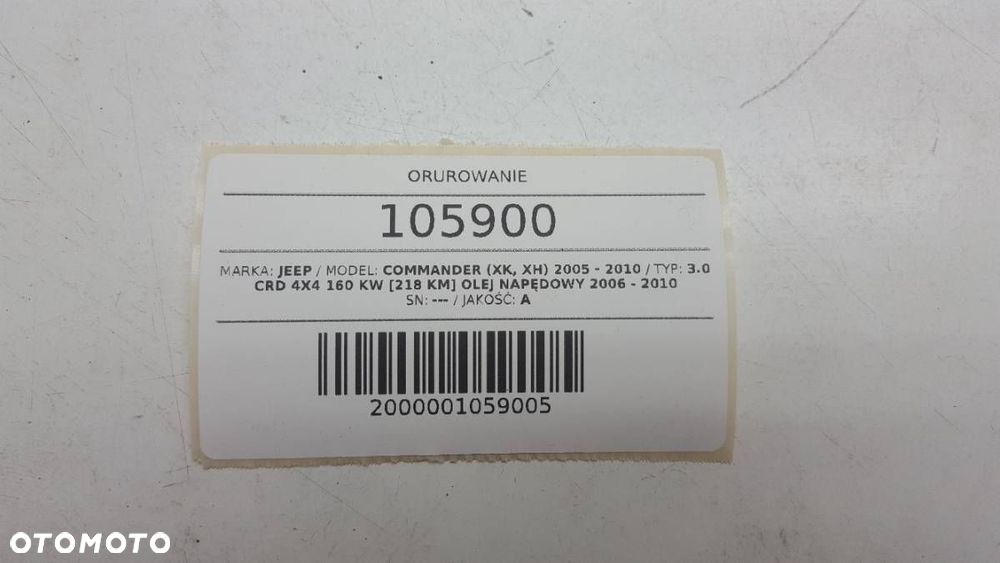 ORUROWANIE
105900
MARKA: JEEP / MODEL: COMMANDER (XK, XH) 2005 - 2010 / TYP: 3.0
CRD 4X4 160 KW [218 KM] OLEJ NAPĘDOWY 2006 - 2010
SN: --- / JAKOŚĆ: A
2000001059005
OTOMOTO